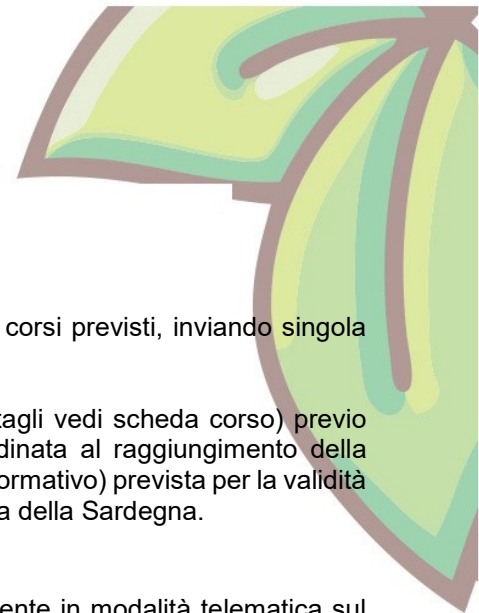 corsi previsti, inviando singola
tagli vedi scheda corso) previo
dinata al raggiungimento della
ormativo) prevista per la validità
a della Sardegna.
ente in modalità telematica sul